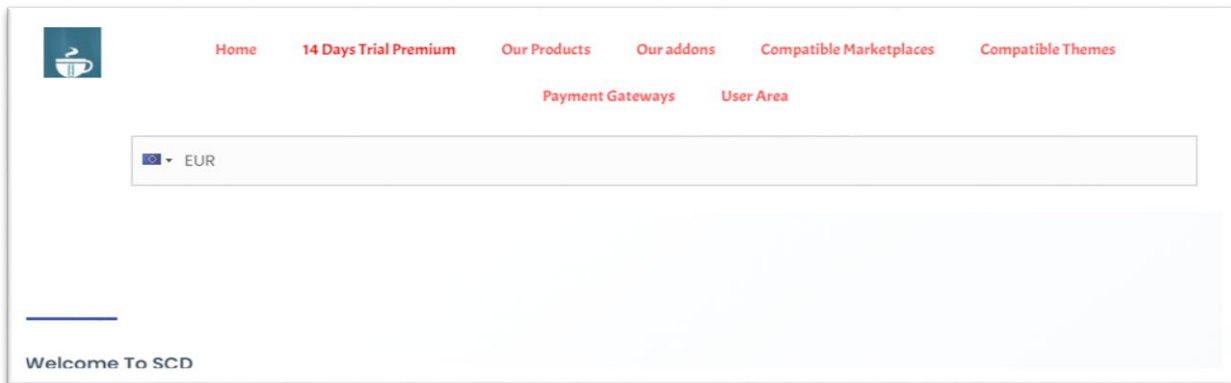 Home 14 Days Trial Premium Our Products Our addons Compatible Marketplaces Compatible Themes
Payment Gateways User Area
EUR
Welcome To SCD